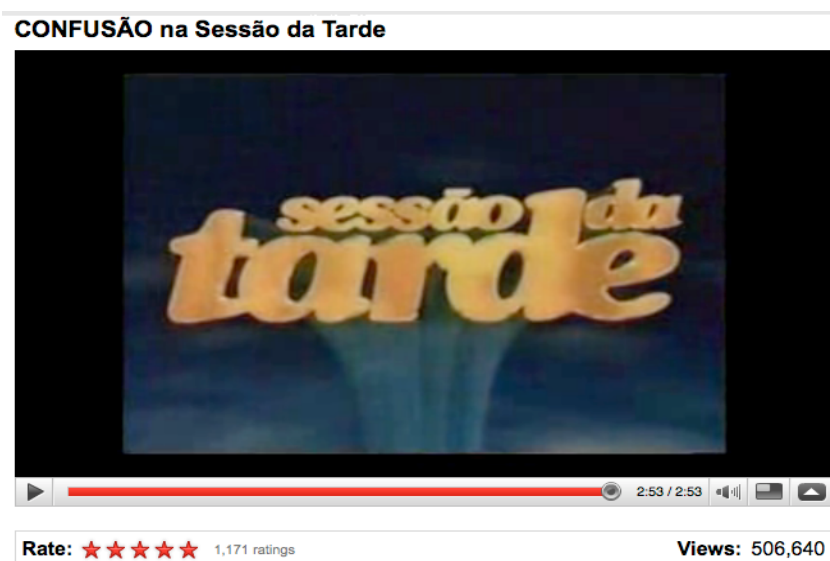 CONFUSÃO na Sessão da Tarde
sessão da
tarde
2:53 / 2:53
Rate: 1,171 ratings Views: 506,640